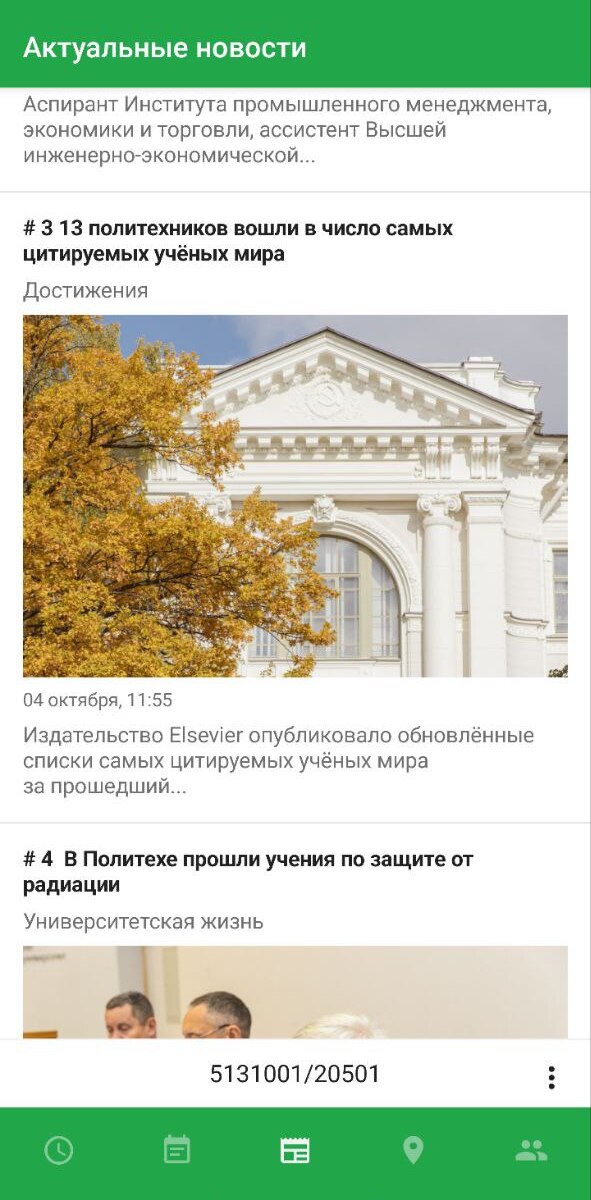 Актуальные новости
Аспирант Института промышленного менеджмента,
экономики и торговли, ассистент Высшей
инженерно-экономической...
# 3 13 политехников вошли в число самых
цитируемых учёных мира
Достижения
04 октября, 11:55
Издательство Elsevier опубликовало обновлённые
списки самых цитируемых учёных мира
за прошедший...
# 4 В Политехе прошли учения по защите от
радиации
Университетская жизнь
5131001/20501